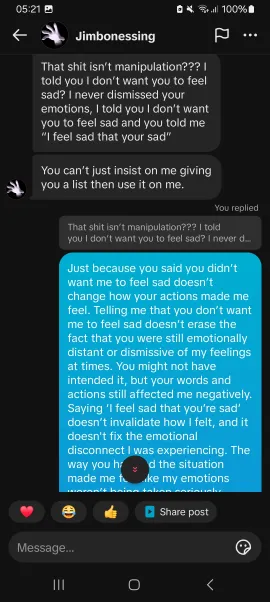 05:21
100%
Jimbonessing
That shit isn't manipulation??? I
told you I don't want you to feel
sad? I never dismissed your
emotions, I told you I don't want
you to feel sad and you told me
"I feel sad that your sad"
You can't just insist on me giving
you a list then use it on me.
You replied
That shit isn't manipulation??? I told
you I don't want you to feel sad? I never d...
Just because you said you didn't
want me to feel sad doesn't
change how your actions made me
feel. Telling me that you don't want
me to feel sad doesn't erase the
fact that you were still emotionally
distant or dismissive of my feelings
at times. You might not have
intended it, but your words and
actions still affected me negatively.
Saying 'I feel sad that you're sad'
doesn't invalidate how I felt, and it
doesn't fix the emotional
disconnect I was experiencing. The
way you the situation
made me like my emotions
weren't being taken seriously
Share post
Message...